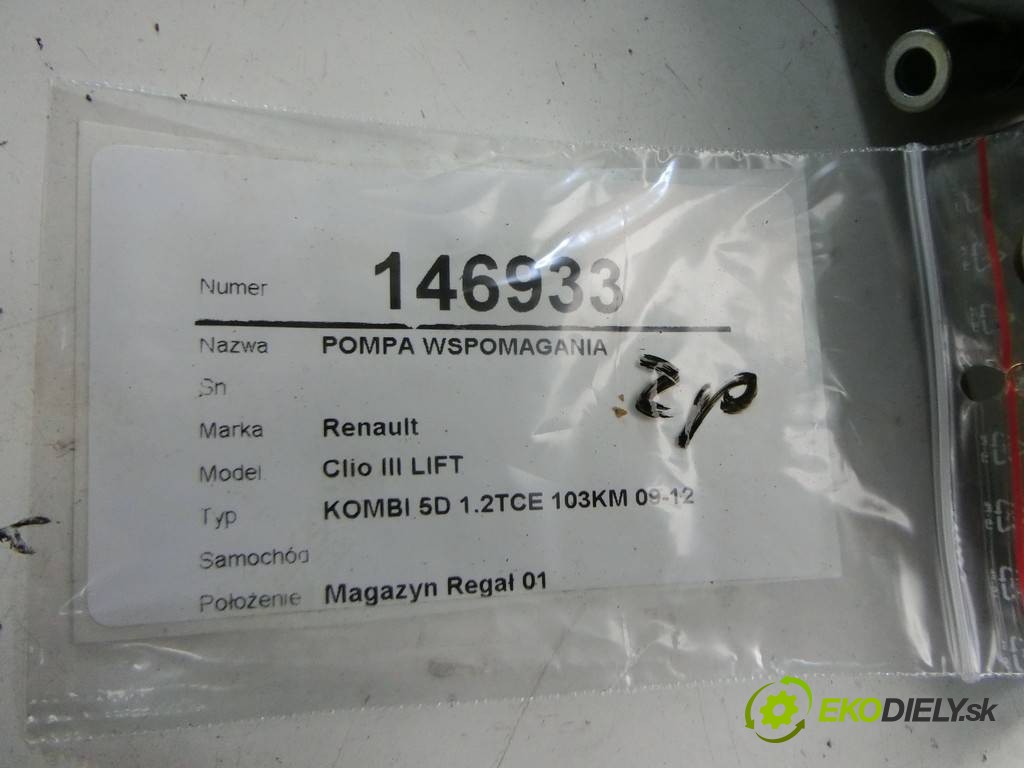 Numer 146933
Nazwa POMPA WSPOMAGANIA
Sn
Marka Renault
Model Clio III LIFT
Typ KOMBI 5D 1.2TCE 103KM 09-12
Samochód
Położenie Magazyn Regał 01
EKODIELY.sk